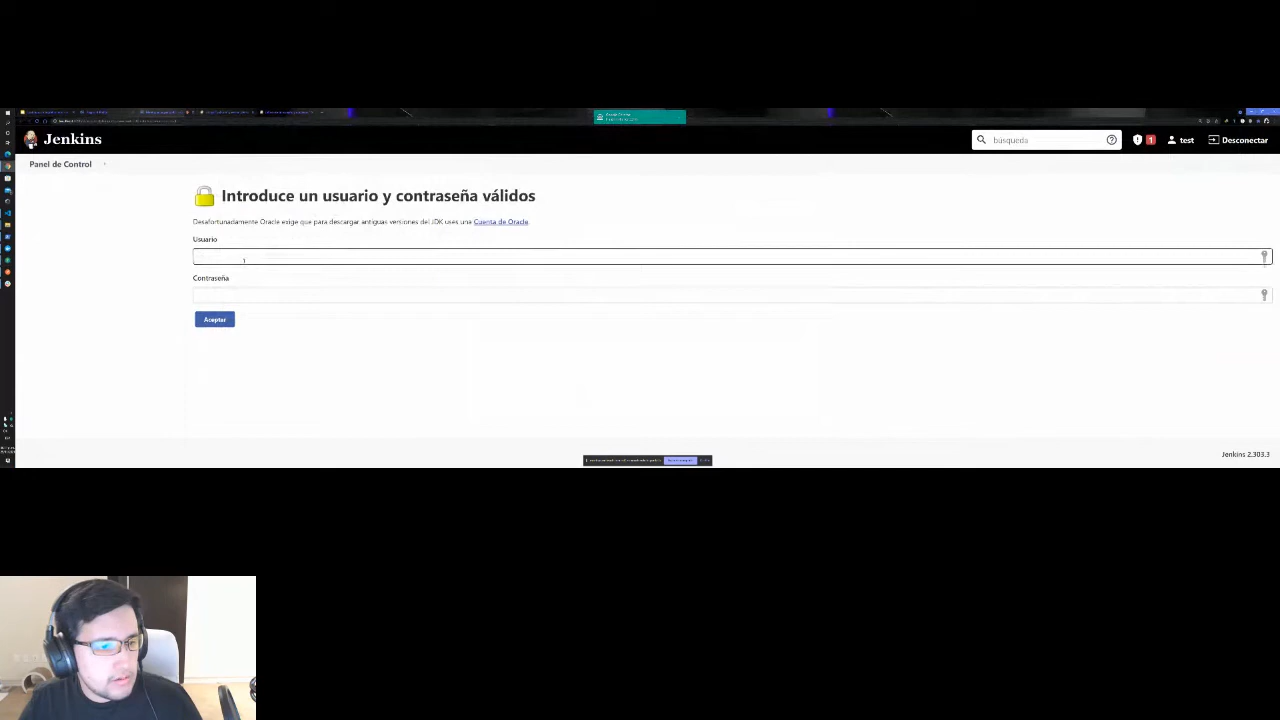 Jenkins
búsqueda
1
test
Desconectar
Panel de Control
Introduce un usuario y contraseña válidos
Desafortunadamente Oracle exige que para descargar antiguas versiones del JDK uses una Cuenta de Oracle.
Usuario
Contraseña
Aceptar
Jenkins 2.303.3